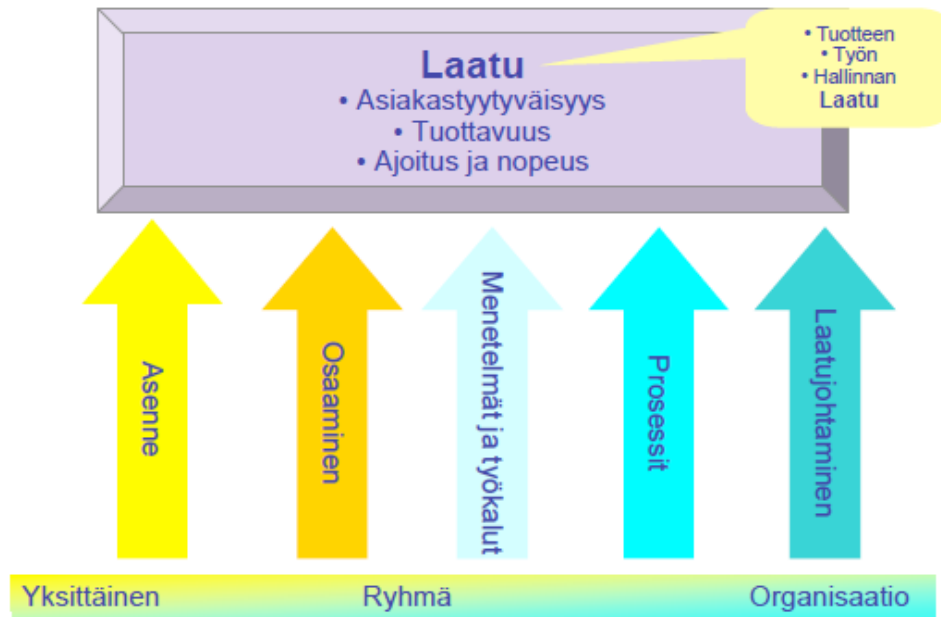 Laatu
• Asiakastyytyväisyys
• Tuottavuus
• Ajoitus ja nopeus
• Tuotteen
• Työn
• Hallinnan
Laatu
Asenne
Osaaminen
Menetelmät ja työkalut
Prosessit
Laatujohtaminen
Yksittäinen
Ryhmä
Organisaatio